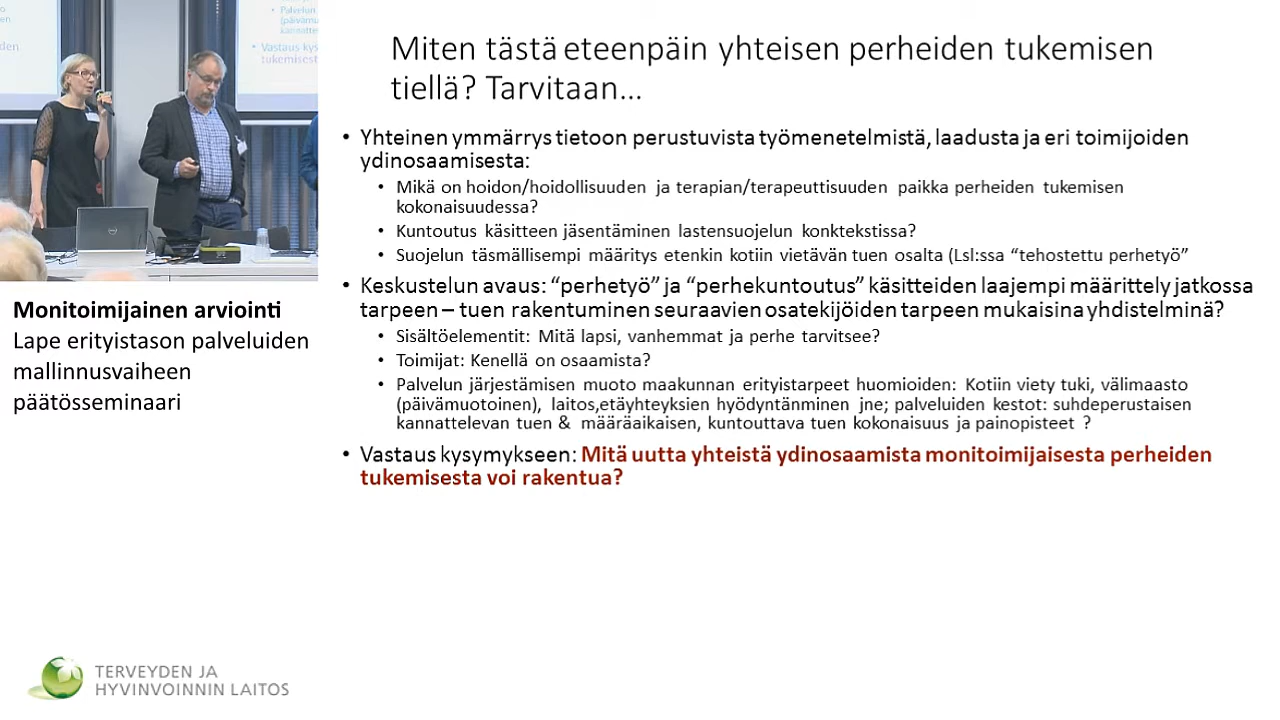 Miten tästä eteenpäin yhteisen perheiden tukemisen
tiellä? Tarvitaan...
• Yhteinen ymmärrys tietoon perustuvista työmenetelmistä, laadusta ja eri toimijoiden
ydinosaamisesta:
• Mikä on hoidon/hoidollisuuden ja terapian/terapeuttisuuden paikka perheiden tukemisen
kokonaisuudessa?
• Kuntoutus käsitteen jäsentäminen lastensuojelun konktekstissa?
• Suojelun täsmällisempi määritys etenkin kotiin vietävän tuen osalta (Lsl:ssa “tehostettu perhetyö”
• Keskustelun avaus: “perhetyö” ja “perhekuntoutus” käsitteiden laajempi määrittely jatkossa
tarpeen – tuen rakentuminen seuraavien osatekijöiden tarpeen mukaisina yhdistelminä?
• Sisältöelementit: Mitä lapsi, vanhemmat ja perhe tarvitsee?
• Toimijat: Kenellä on osaamista?
• Palvelun järjestämisen muoto maakunnan erityistarpeet huomioiden: Kotiin viety tuki, välimaasto
(päivämuotoinen), laitos,etäyhteyksien hyödyntänminen jne; palveluiden kestot: suhdeperustaisen
kannattelevan tuen & määräaikaisen, kuntouttava tuen kokonaisuus ja painopisteet ?
• Vastaus kysymykseen: Mitä uutta yhteistä ydinosaamista monitoimijaisesta perheiden
tukemisesta voi rakentua?
Monitoimijainen arviointi
Lape erityistason palveluiden
mallinnusvaiheen
päätösseminaari
TERVEYDEN JA
HYVINVOINNIN LAITOS